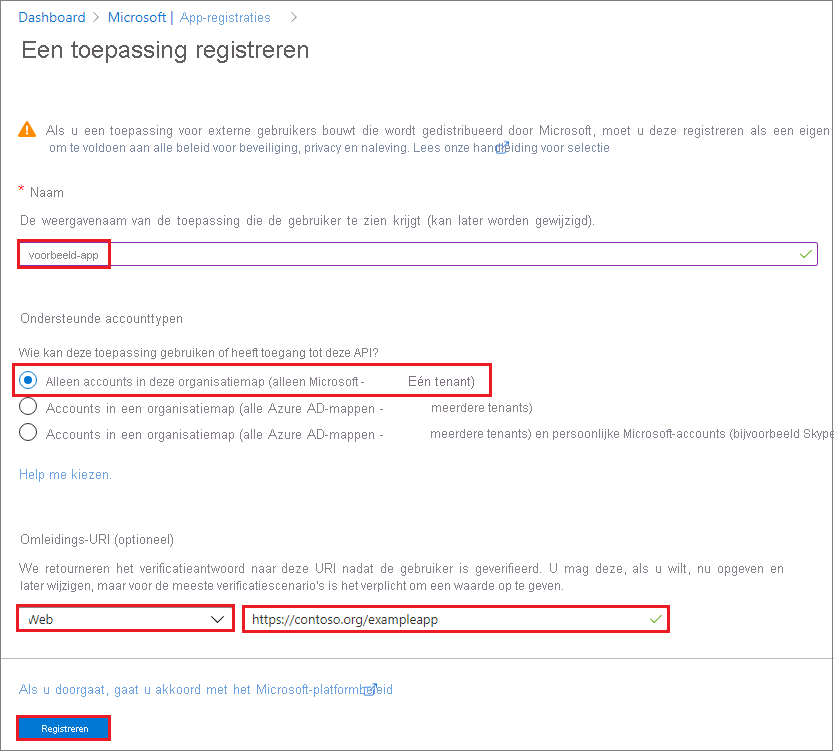 Dashboard > Microsoft | App-registraties >
Een toepassing registreren
Als u een toepassing voor externe gebruikers bouwt die wordt gedistribueerd door Microsoft, moet u deze registreren als een eigen
om te voldoen aan alle beleid voor beveiliging, privacy en naleving. Lees onze handleiding voor selectie
* Naam
De weergavenaam van de toepassing die de gebruiker te zien krijgt (kan later worden gewijzigd).
voorbeeld-app
Ondersteunde accounttypen
Wie kan deze toepassing gebruiken of heeft toegang tot deze API?
Alleen accounts in deze organisatiemap (alleen Microsoft - Eén tenant)
Accounts in een organisatiemap (alle Azure AD-mappen - meerdere tenants)
Accounts in een organisatiemap (alle Azure AD-mappen - meerdere tenants) en persoonlijke Microsoft-accounts (bijvoorbeeld Skype
Help me kiezen.
Omleidings-URI (optioneel)
We retourneren het verificatieantwoord naar deze URI nadat de gebruiker is geverifieerd. U mag deze, als u wilt, nu opgeven en
later wijzigen, maar voor de meeste verificatiescenario's is het verplicht om een waarde op te geven.
Web https://contoso.org/exampleapp
Als u doorgaat, gaat u akkoord met het Microsoft-platformbeleid
Registreren